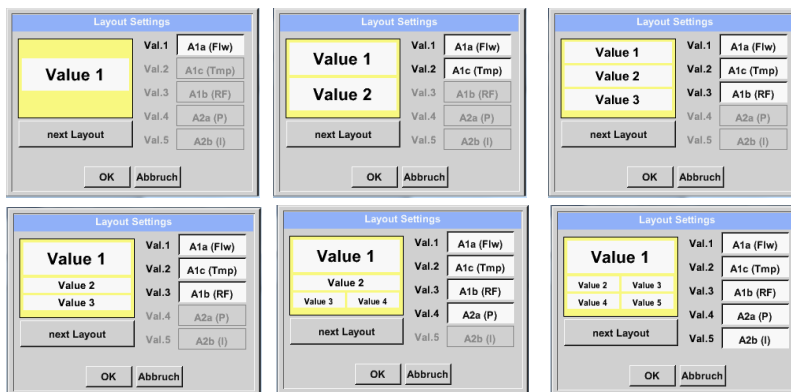 Layout Settings
Value 1
Val.1 A1a (Flw)
Val.2 A1c (Tmp)
Val.3 A1b (RF)
Val.4 A2a (P)
Val.5 A2b (I)
next Layout
OK Abbruch
Layout Settings
Value 1
Value 2
Val.1 A1a (Flw)
Val.2 A1c (Tmp)
Val.3 A1b (RF)
Val.4 A2a (P)
Val.5 A2b (I)
next Layout
OK Abbruch
Layout Settings
Value 1
Value 2
Value 3
Val.1 A1a (Flw)
Val.2 A1c (Tmp)
Val.3 A1b (RF)
Val.4 A2a (P)
Val.5 A2b (I)
next Layout
OK Abbruch
Layout Settings
Value 1
Value 2
Value 3
Val.1 A1a (Flw)
Val.2 A1c (Tmp)
Val.3 A1b (RF)
Val.4 A2a (P)
Val.5 A2b (I)
next Layout
OK Abbruch
Layout Settings
Value 1
Value 2
Value 3 Value 4
Val.1 A1a (Flw)
Val.2 A1c (Tmp)
Val.3 A1b (RF)
Val.4 A2a (P)
Val.5 A2b (I)
next Layout
OK Abbruch
Layout Settings
Value 1
Value 2 Value 3
Value 4 Value 5
Val.1 A1a (Flw)
Val.2 A1c (Tmp)
Val.3 A1b (RF)
Val.4 A2a (P)
Val.5 A2b (I)
next Layout
OK Abbruch